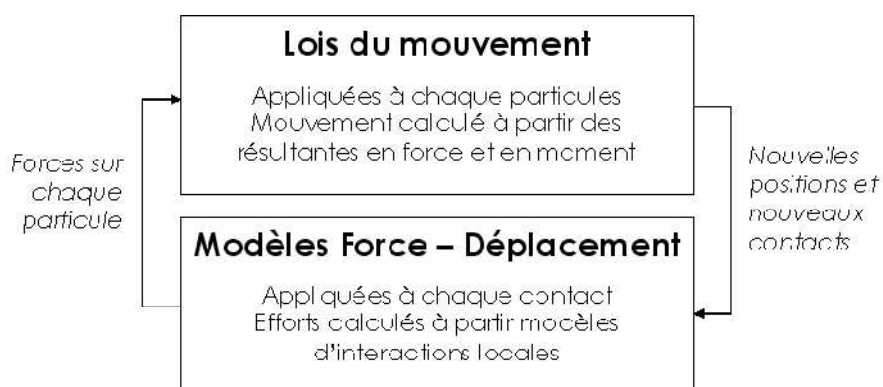 Lois du mouvement
Appliquées à chaque particules
Mouvement calculé à partir des
résultantes en force et en moment
Forces sur
chaque
particule
Nouvelles
positions et
nouveaux
contacts
Modèles Force – Déplacement
Appliquées à chaque contact
Efforts calculés à partir modèles
d'interactions locales